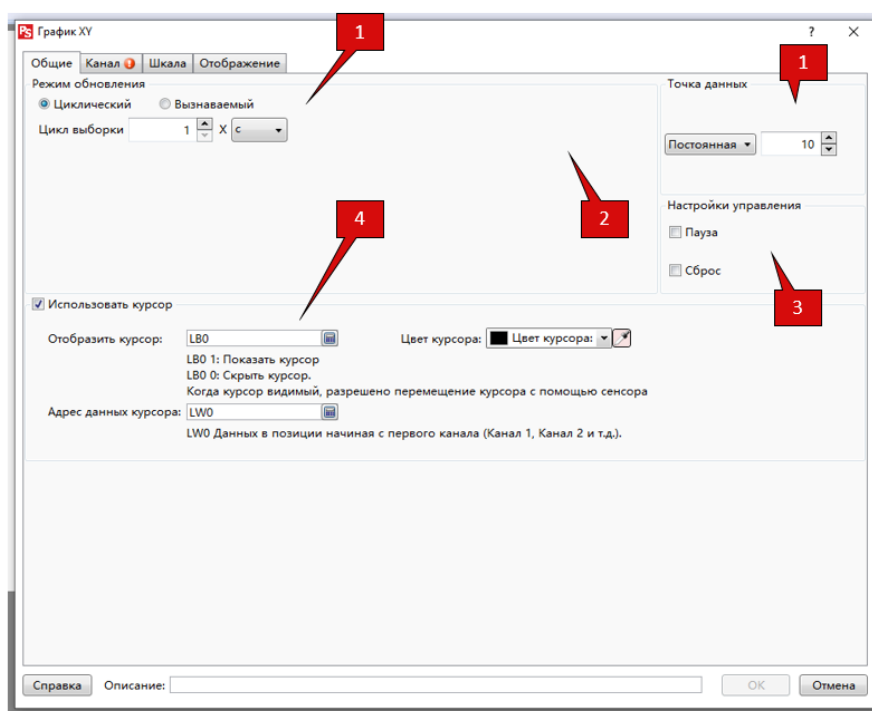 PS График XY ? ×
1
1
Общие Канал Шкала Отображение
Режим обновления
Циклический Вызнаваемый
Цикл выборки 1 X с
Точка данных
Постоянная 10
2
4
Настройки управления
Пауза
Сброс
3
Использовать курсор
Отобразить курсор: LB0 Цвет курсора: Цвет курсора:
LB0 1: Показать курсор
LB0 0: Скрыть курсор.
Когда курсор видимый, разрешено перемещение курсора с помощью сенсора
Адрес данных курсора: LW0
LW0 Данных в позиции начиная с первого канала (Канал 1, Канал 2 и т.д.).
Справка Описание: OK Отмена